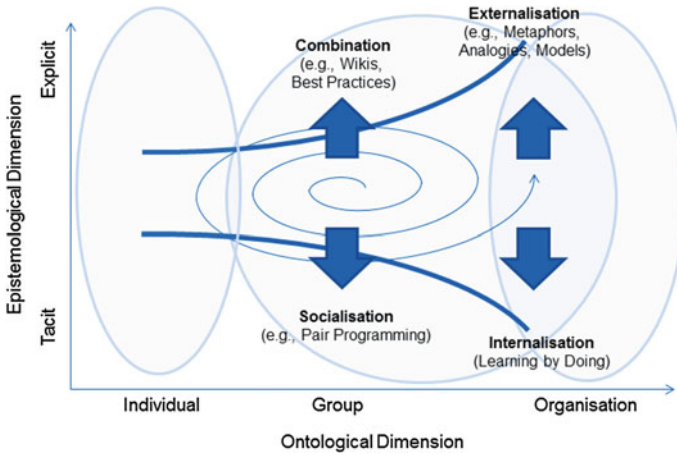 Externalisation
(e.g., Metaphors,
Analogies, Models)
Combination
(e.g., Wikis,
Best Practices)
Explicit
Epistemological Dimension
Tacit
Socialisation
(e.g., Pair Programming)
Internalisation
(Learning by Doing)
Individual
Group
Organisation
Ontological Dimension